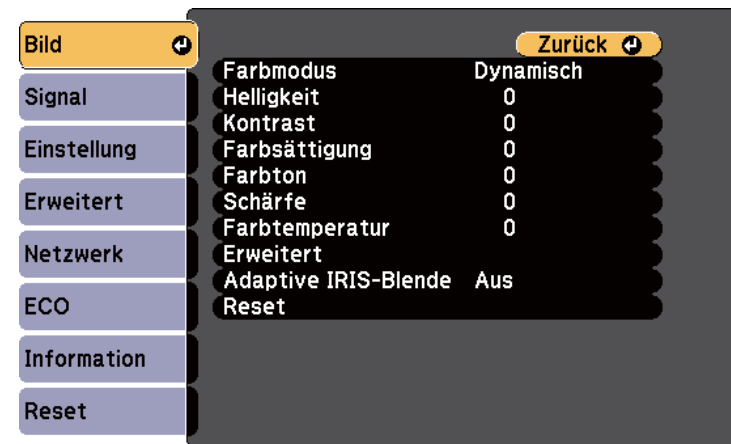 Bild
Signal
Einstellung
Erweitert
Netzwerk
ECO
Information
Reset
Zurück
Farbmodus Dynamisch
Helligkeit 0
Kontrast 0
Farbsättigung 0
Farbton 0
Schärfe 0
Farbtemperatur 0
Erweitert
Adaptive IRIS-Blende Aus
Reset